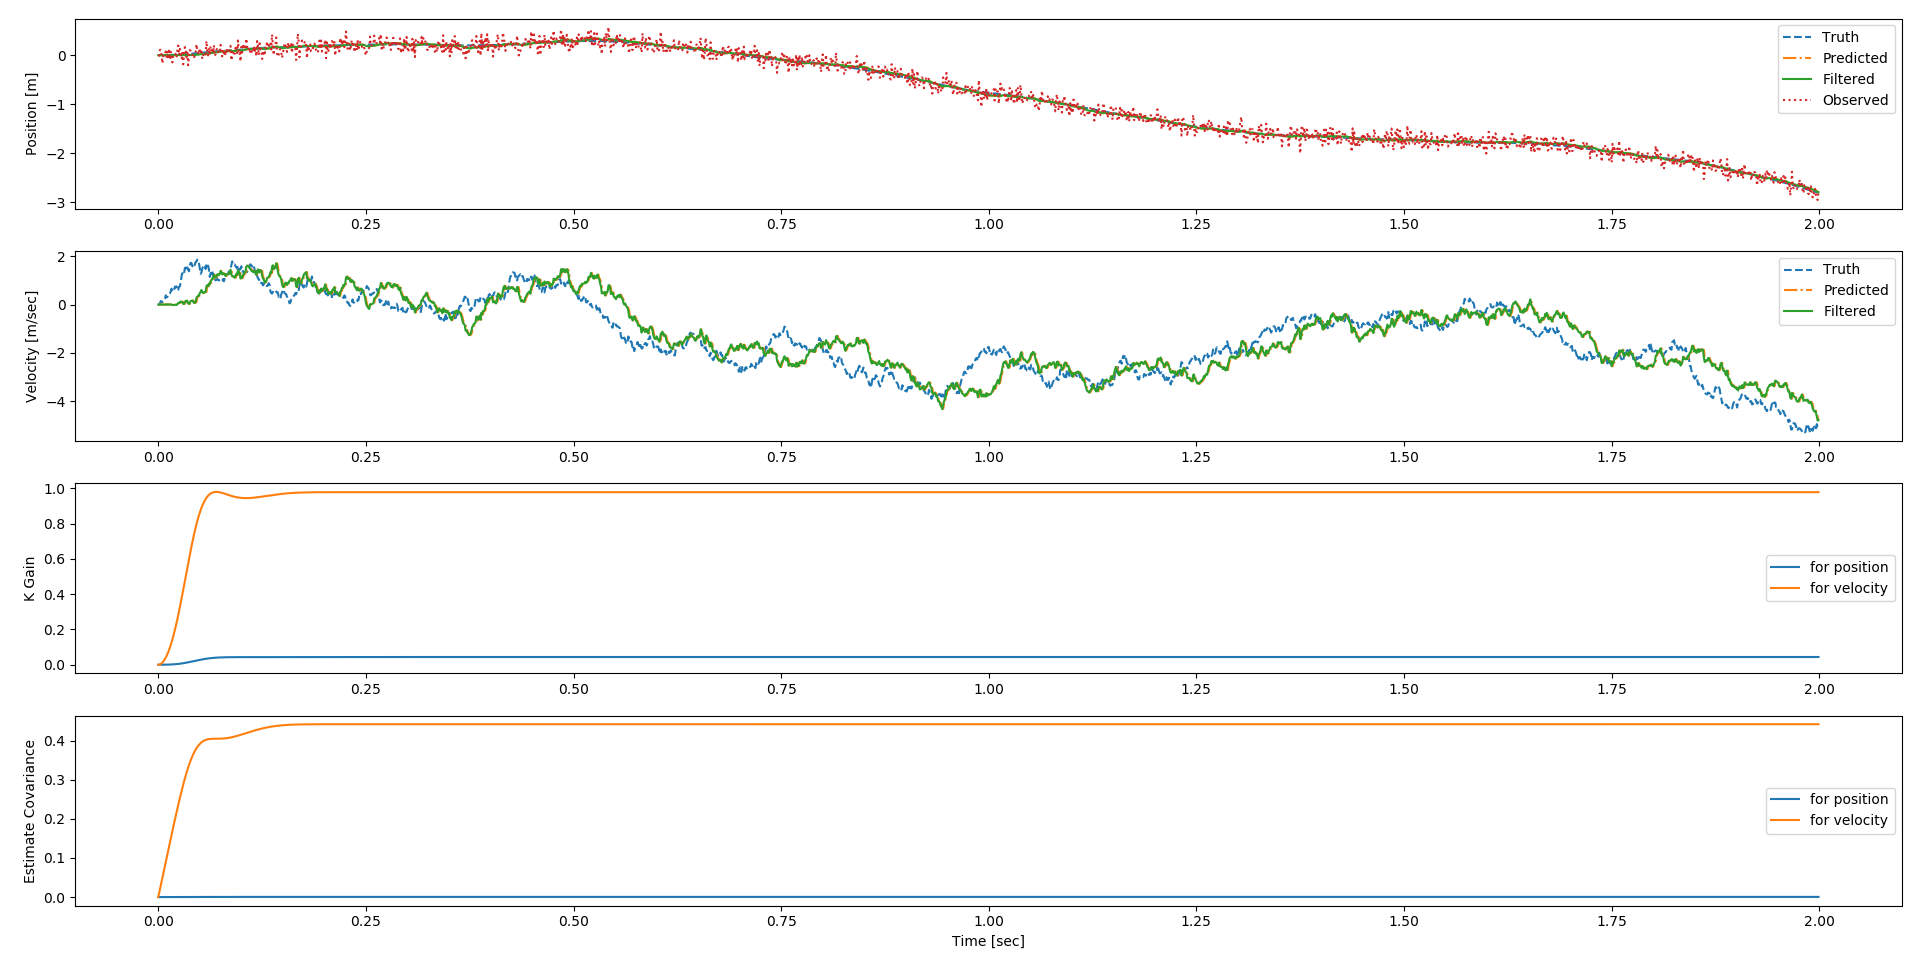 Position [m]
0
−1
−2
−3
Truth
Predicted
Filtered
Observed
0.00 0.25 0.50 0.75 1.00 1.25 1.50 1.75 2.00
Velocity [m/sec]
2
0
−2
−4
Truth
Predicted
Filtered
0.00 0.25 0.50 0.75 1.00 1.25 1.50 1.75 2.00
K Gain
1.0
0.8
0.6
0.4
0.2
0.0
for position
for velocity
0.00 0.25 0.50 0.75 1.00 1.25 1.50 1.75 2.00
Estimate Covariance
0.4
0.3
0.2
0.1
0.0
for position
for velocity
0.00 0.25 0.50 0.75 1.00 1.25 1.50 1.75 2.00
Time [sec]